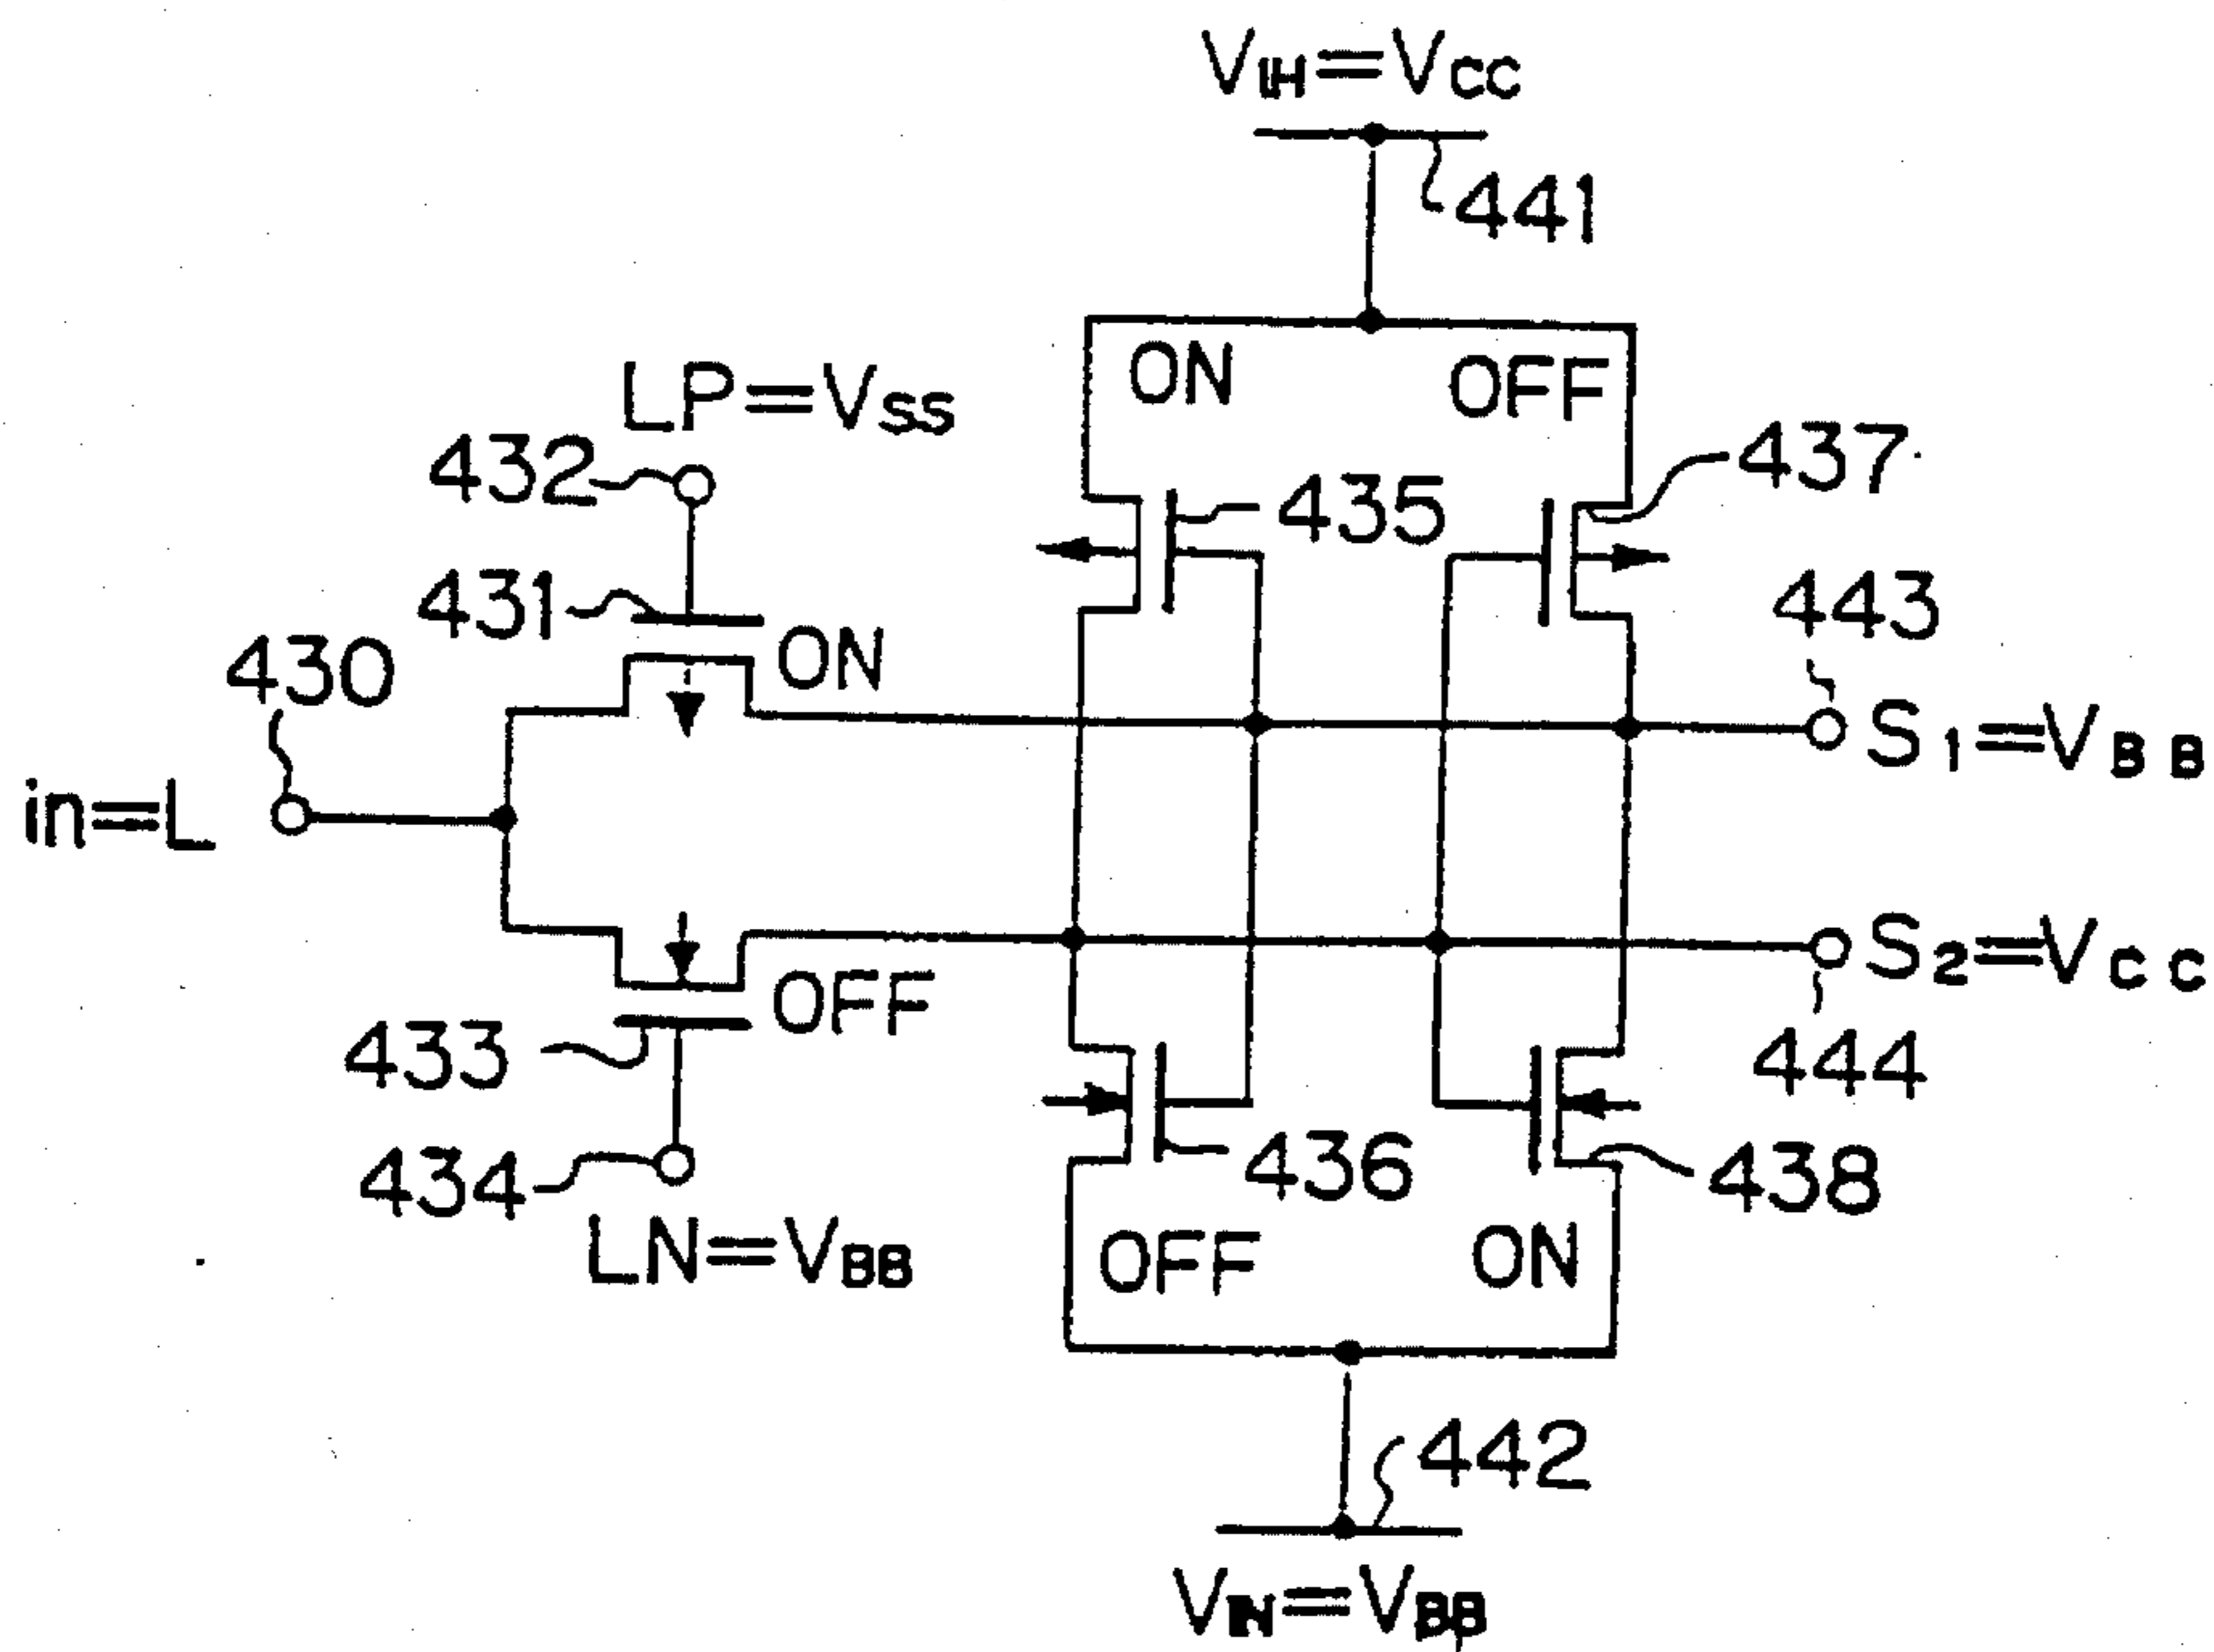 VIH=VCC
441
ON
OFF
LP=VSS
432
435
437
431
ON
443
430
S1=VBB
in=L
S2=VCC
OFF
433
444
434
436
438
LN=VBB
OFF
ON
442
VIN=VBB